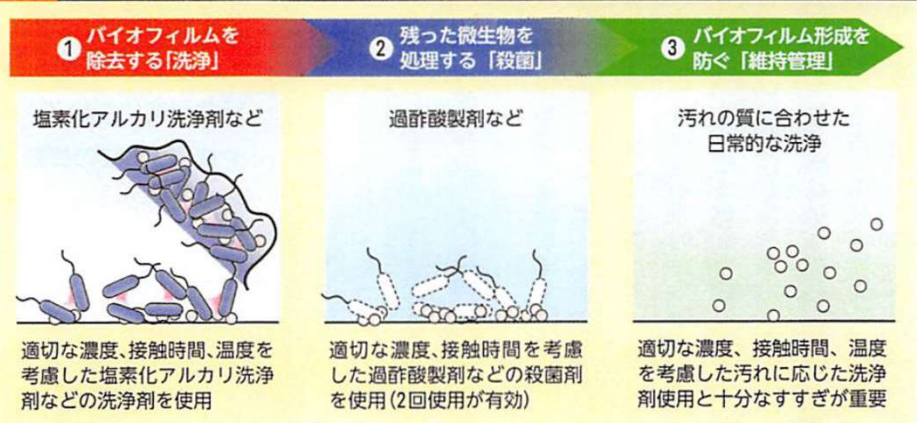 ① バイオフィルムを
除去する「洗浄」
② 残った微生物を
処理する「殺菌」
③ バイオフィルム形成を
防ぐ「維持管理」
塩素化アルカリ洗浄剤など
適切な濃度、接触時間、温度を
考慮した塩素化アルカリ洗浄
剤などの洗浄剤を使用
過酢酸製剤など
適切な濃度、接触時間を考慮
した過酢酸製剤などの殺菌剤
を使用(2回使用が有効)
汚れの質に合わせた
日常的な洗浄
適切な濃度、接触時間、温度
を考慮した汚れに応じた洗浄
剤使用と十分なすすぎが重要